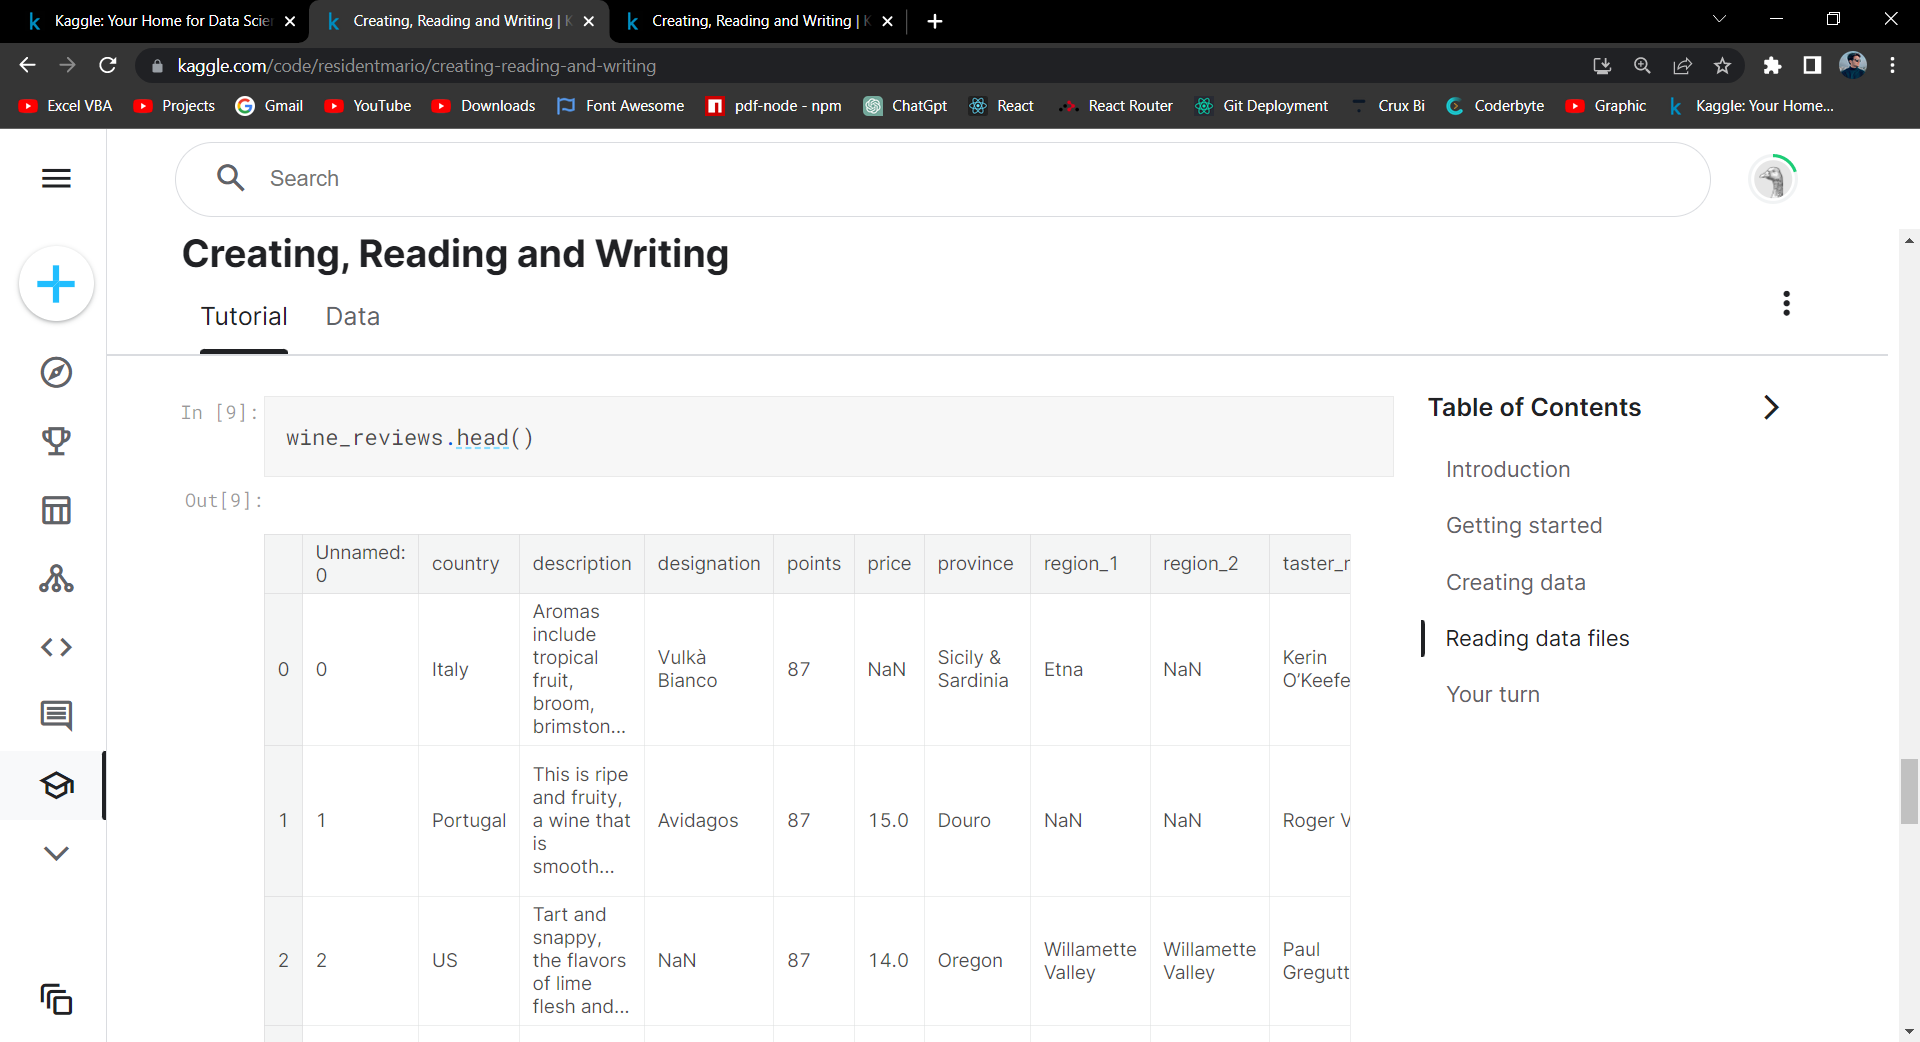 Kaggle: Your Home for Data Scie
Creating, Reading and Writing | K
Creating, Reading and Writing | K
kaggle.com/code/residentmario/creating-reading-and-writing
Excel VBA
Projects
Gmail
YouTube
Downloads
Font Awesome
pdf-node - npm
ChatGpt
React
React Router
Git Deployment
Crux Bi
Coderbyte
Graphic
Kaggle: Your Home...
Search
Creating, Reading and Writing
Tutorial
Data
In [9]:
wine_reviews.head()
Out[9]:
Unnamed:
0
country
description
designation
points
price
province
region_1
region_2
taster_r
0
0
Italy
Aromas
include
tropical
fruit,
broom,
brimston...
Vulkà
Bianco
87
NaN
Sicily &
Sardinia
Etna
NaN
Kerin
O’Keefe
1
1
Portugal
This is ripe
and fruity,
a wine that
is
smooth...
Avidagos
87
15.0
Douro
NaN
NaN
Roger V
2
2
US
Tart and
snappy,
the flavors
of lime
flesh and...
NaN
87
14.0
Oregon
Willamette
Valley
Willamette
Valley
Paul
Gregutt
Table of Contents
Introduction
Getting started
Creating data
Reading data files
Your turn